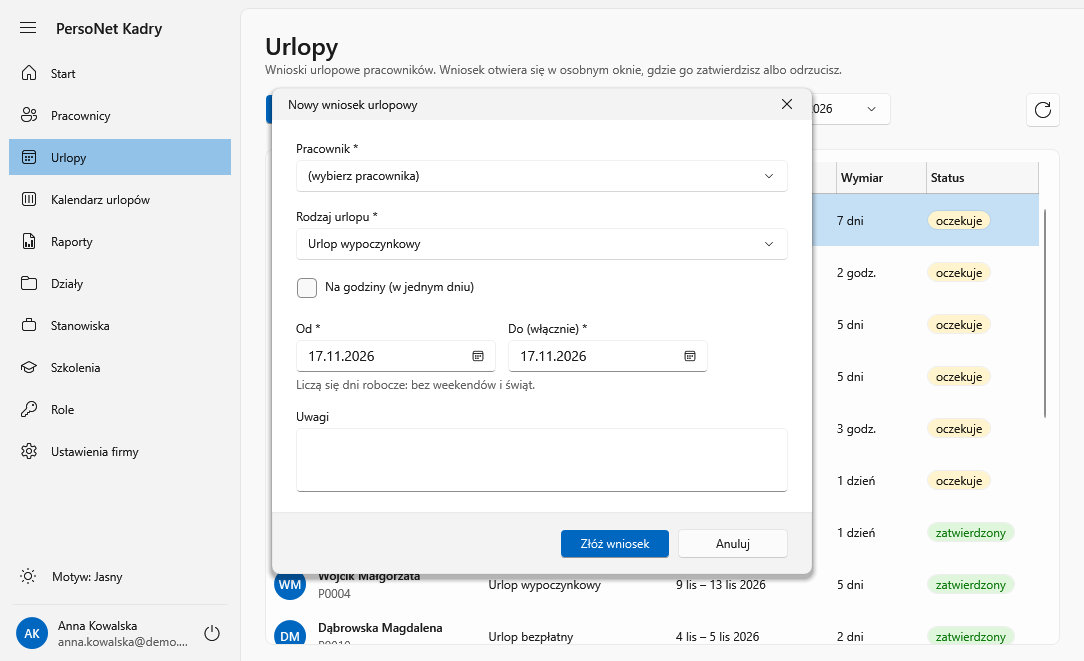 PersoNet Kadry
Start
Pracownicy
Urlopy
Kalendarz urlopów
Raporty
Działy
Stanowiska
Szkolenia
Role
Ustawienia firmy
Motyw: Jasny
AK
Anna Kowalska
anna.kowalska@demo....
Urlopy
Wnioski urlopowe pracowników. Wniosek otwiera się w osobnym oknie, gdzie go zatwierdzisz albo odrzucisz.
Nowy wniosek urlopowy
Pracownik *
(wybierz pracownika)
Rodzaj urlopu *
Urlop wypoczynkowy
Na godziny (w jednym dniu)
Od * Do (włącznie) *
17.11.2026 17.11.2026
Liczą się dni robocze: bez weekendów i świąt.
Uwagi
Złóż wniosek Anuluj
026
Wymiar Status
7 dni oczekuje
2 godz. oczekuje
5 dni oczekuje
5 dni oczekuje
3 godz. oczekuje
1 dzień oczekuje
1 dzień zatwierdzony
WM Wójcik Małgorzata Urlop wypoczynkowy 9 lis – 13 lis 2026 5 dni zatwierdzony
P0004
DM Dąbrowska Magdalena Urlop bezpłatny 4 lis – 5 lis 2026 2 dni zatwierdzony